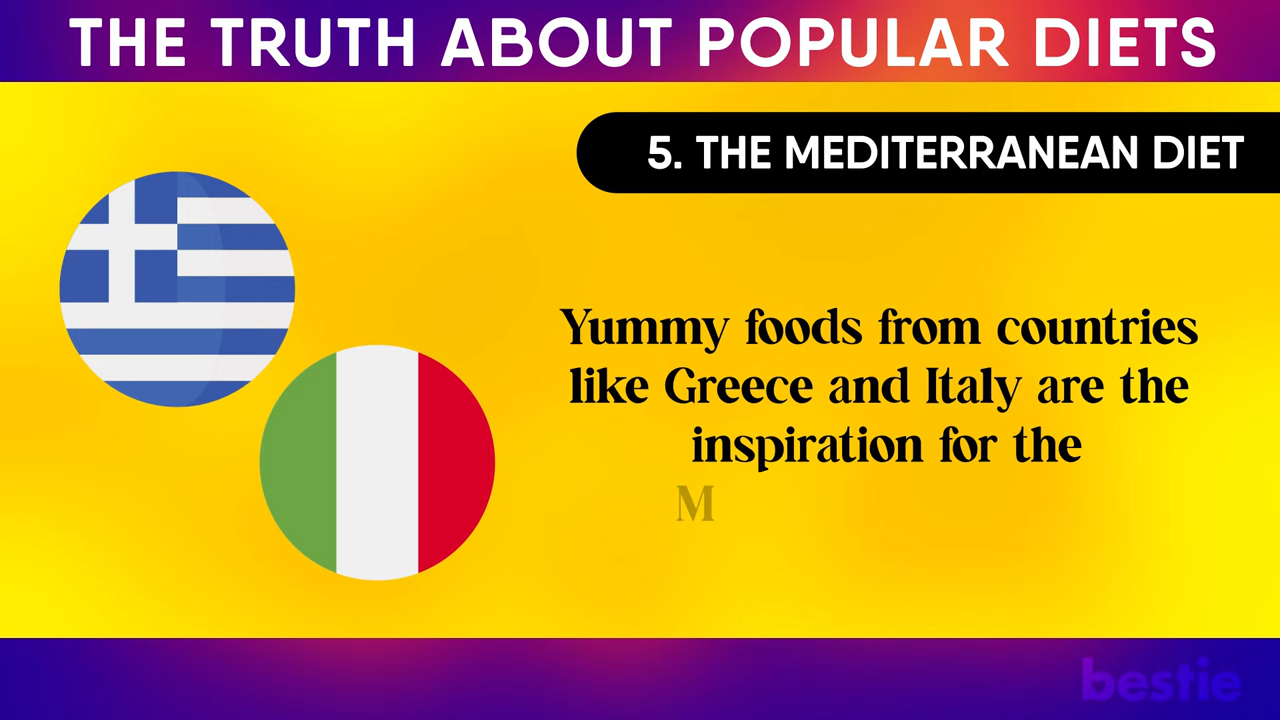 THE TRUTH ABOUT POPULAR DIETS
5. THE MEDITERRANEAN DIET
Yummy foods from countries
like Greece and Italy are the
inspiration for the
M
bestie